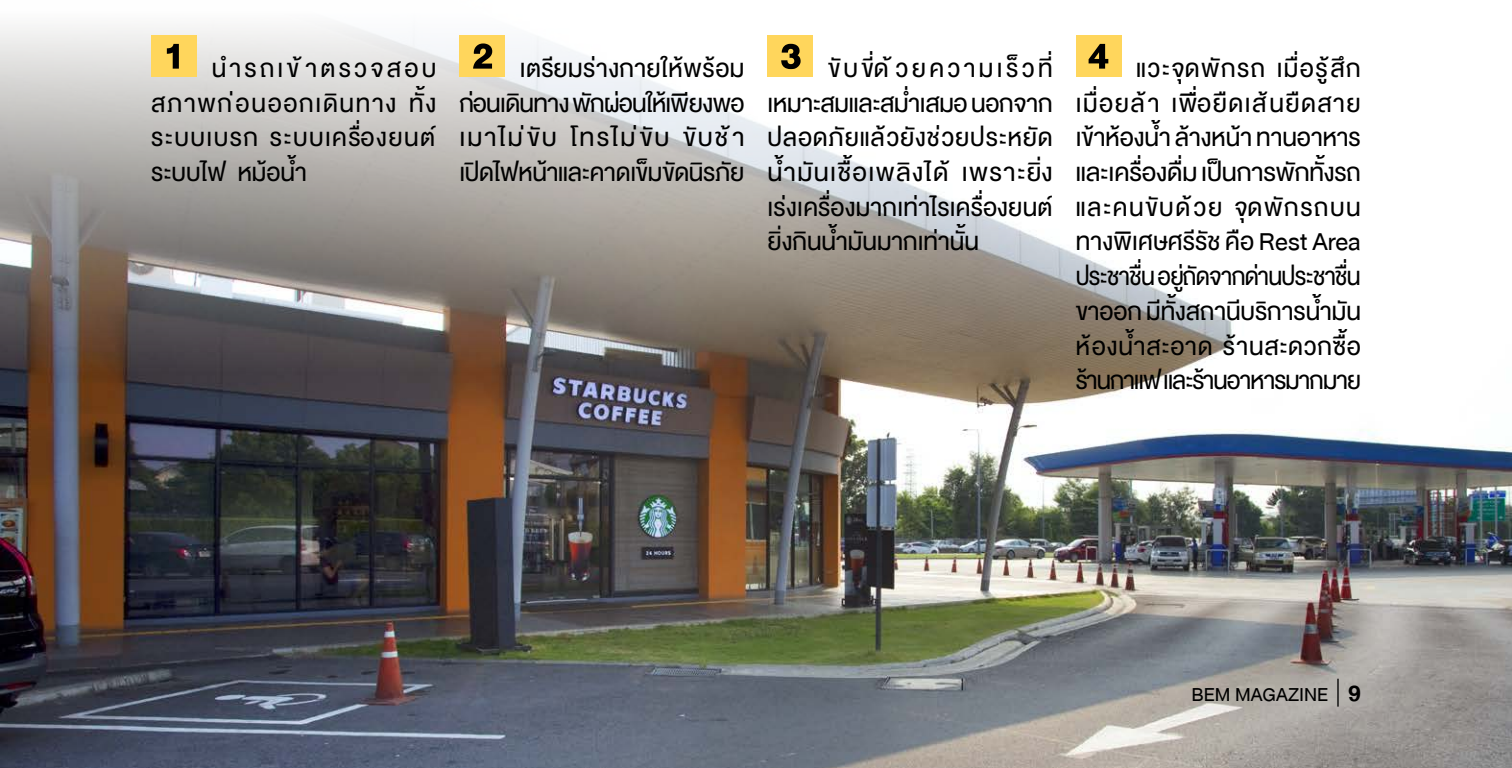 1 นำรถเข้าตรวจสอบ
สภาพก่อนออกเดินทาง ทั้ง
ระบบเบรก ระบบเครื่องยนต์
ระบบไฟ หม้อน้ำ
2 เตรียมร่างกายให้พร้อม
ก่อนเดินทาง พักผ่อนให้เพียงพอ
เมาไม่ขับ โทรไม่ขับ ขับช้า
เปิดไฟหน้าและคาดเข็มขัดนิรภัย
3 ขับขี่ด้วยความเร็วที่
เหมาะสมและสม่ำเสมอ นอกจาก
ปลอดภัยแล้วยังช่วยประหยัด
น้ำมันเชื้อเพลิงได้ เพราะยิ่ง
เร่งเครื่องมากเท่าไรเครื่องยนต์
ยิ่งกินน้ำมันมากเท่านั้น
4 แวะจุดพักรถ เมื่อรู้สึก
เมื่อยล้า เพื่อยืดเส้นยืดสาย
เข้าห้องน้ำ ล้างหน้า ทานอาหาร
และเครื่องดื่ม เป็นการพักทั้งรถ
และคนขับด้วย จุดพักรถบน
ทางพิเศษศรีรัช คือ Rest Area
ประชาชื่น อยู่ถัดจากด่านประชาชื่น
ขาออก มีทั้งสถานีบริการน้ำมัน
ห้องน้ำสะอาด ร้านสะดวกซื้อ
ร้านกาแฟ และร้านอาหารมากมาย
STARBUCKS
COFFEE
24 HOURS
BEM MAGAZINE | 9